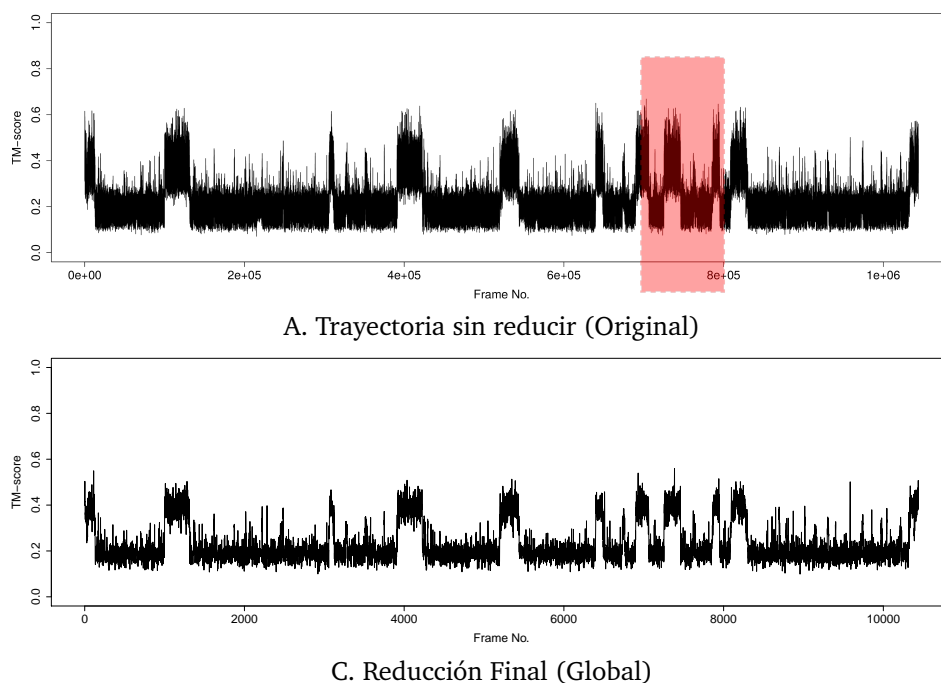 1.0
0.8
0.6
0.4
0.2
0.0
TM-score
0e+00 2e+05 4e+05 6e+05 8e+05 1e+06
Frame No.
A. Trayectoria sin reducir (Original)
1.0
0.8
0.6
0.4
0.2
0.0
TM-score
0 2000 4000 6000 8000 10000
Frame No.
C. Reducción Final (Global)